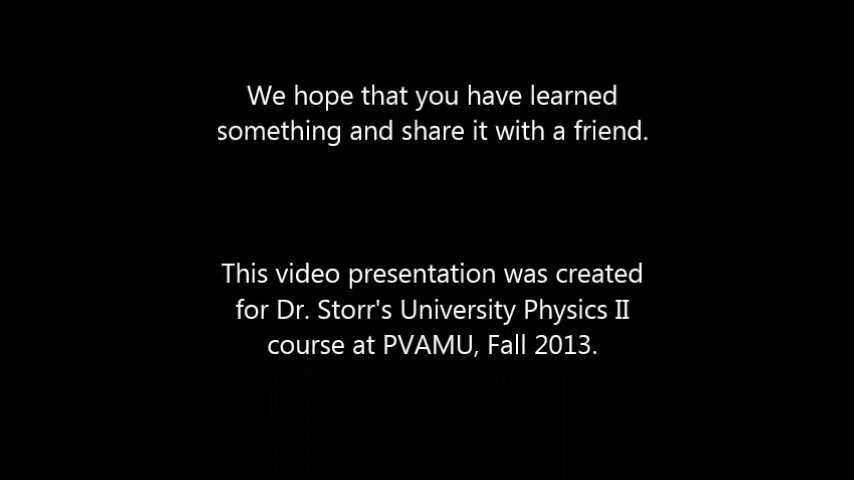 We hope that you have learned
something and share it with a friend.
This video presentation was created
for Dr. Storr's University Physics II
course at PVAMU, Fall 2013.